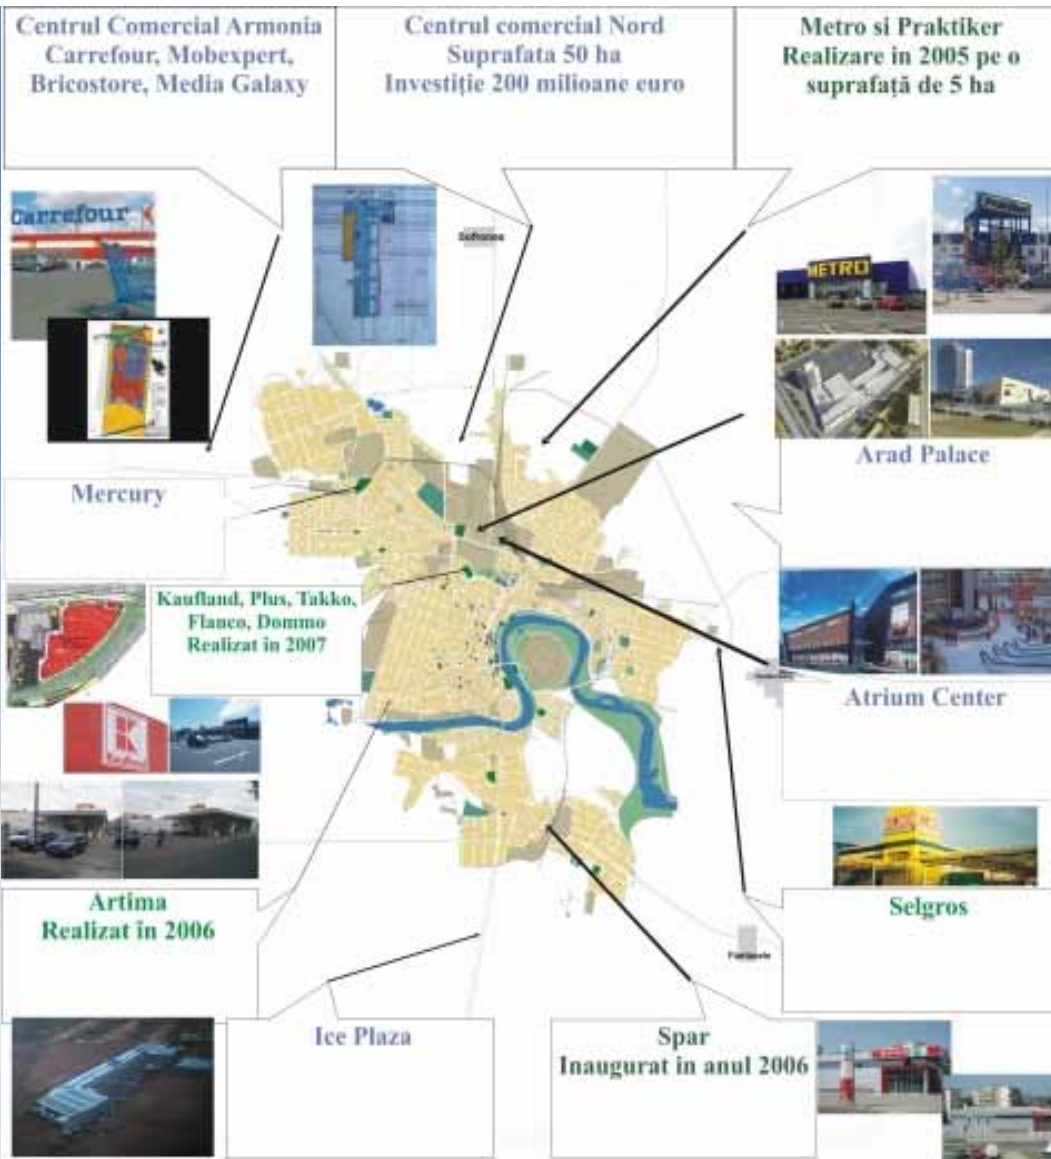 Centrul Comercial Armonia
Carrefour, Mobexpert,
Bricostore, Media Galaxy
Centrul comercial Nord
Suprafata 50 ha
Investiție 200 milioane euro
Metro si Praktiker
Realizare in 2005 pe o
suprafață de 5 ha
Carrefour
METRO
Arad Palace
Mercury
Kaufland, Plus, Takko,
Flanco, Dommo
Realizat în 2007
Atrium Center
Artima
Realizat în 2006
Selgros
Ice Plaza
Spar
Inaugurat in anul 2006